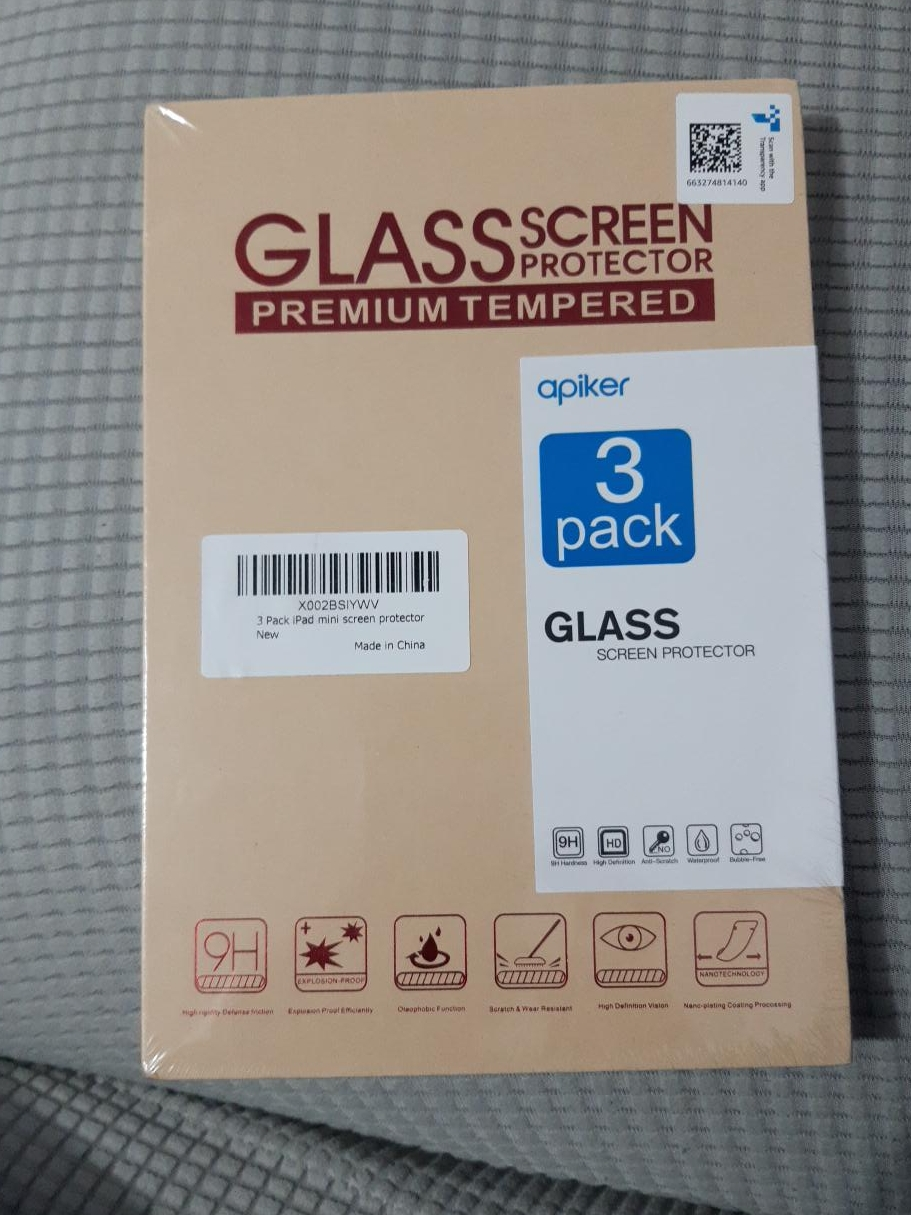 Scan with the
Transparency app
663274814140
GLASS SCREEN
PROTECTOR
PREMIUM TEMPERED
apiker
3
pack
X002BSIYWV
3 Pack iPad mini screen protector
New
Made in China
GLASS
SCREEN PROTECTOR
9H
HD
NO
9H Hardness
High Definition
Anti-Scratch
Waterproof
Bubble-Free
9H
EXPLOSION-PROOF
NANOTECHNOLOGY
Explosion Proof Efficiently
Oleophobic Function
Scratch & Wear Resistant
High Definition Vision
Nano-plating Coating Processing